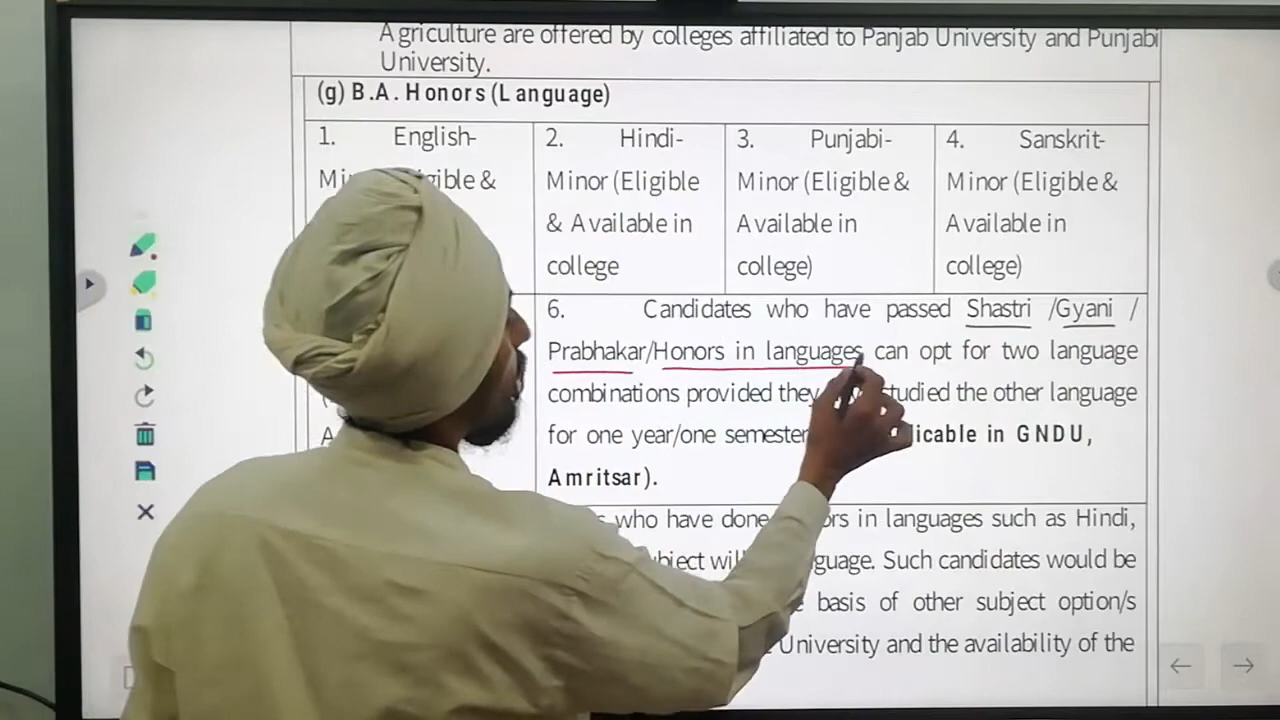 Agriculture are offered by colleges affiliated to Panjab University and Punjabi
University.
(g) B.A. Honors (Language)
1. English-
&
2. Hindi-
Minor (Eligible
& Available in
college
3. Punjabi-
Minor (Eligible &
Available in
college)
4. Sanskrit-
Minor (Eligible &
Available in
college)
6. Candidates who have passed Shastri /Gyani /
Prabhakar/Honors in languages can opt for two language
combinations provided they studied the other language
for one year/one semester in GNDU,
Amritsar).
who have done in languages such as Hindi,
Such candidates would be
basis of other subject option/s
University and the availability of the